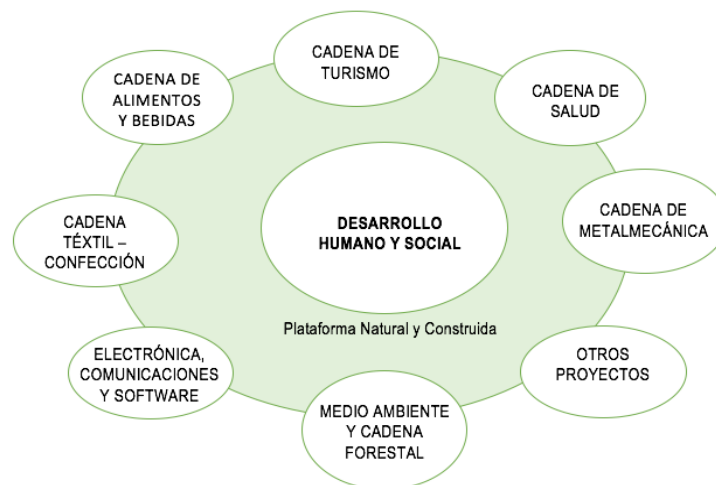 CADENA DE
TURISMO
CADENA DE
ALIMENTOS
Y BEBIDAS
CADENA DE
SALUD
CADENA
TÉXTIL –
CONFECCIÓN
DESARROLLO
HUMANO Y SOCIAL
CADENA DE
METALMECÁNICA
Plataforma Natural y Construida
ELECTRÓNICA,
COMUNICACIONES
Y SOFTWARE
OTROS
PROYECTOS
MEDIO AMBIENTE
Y CADENA
FORESTAL